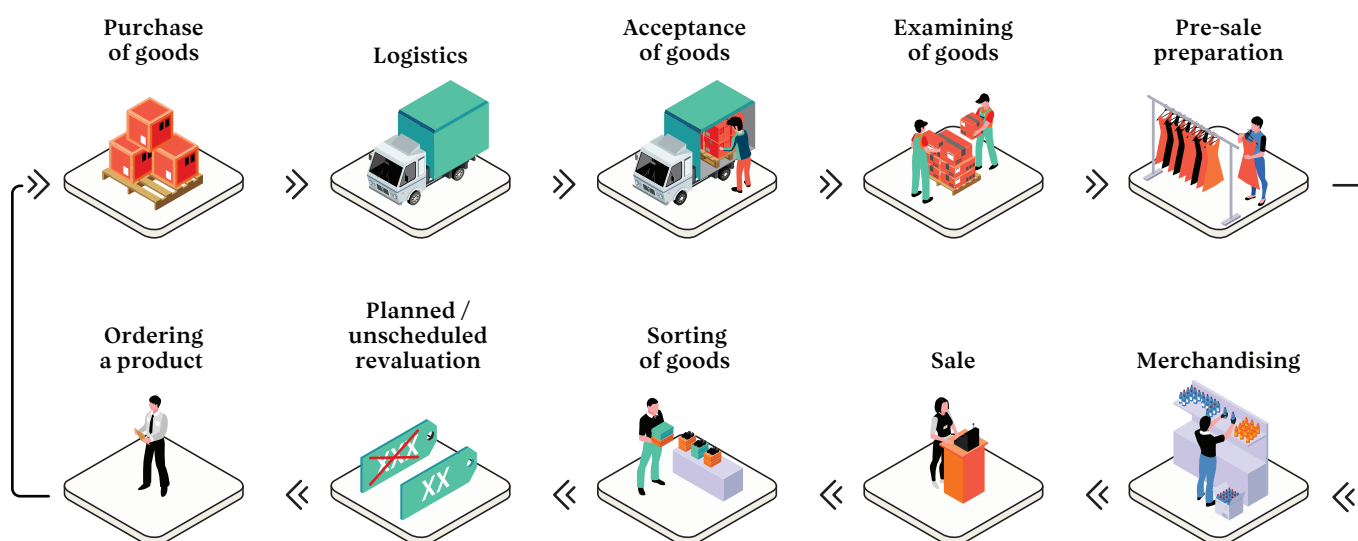 Purchase
of goods
Logistics
Acceptance
of goods
Examining
of goods
Pre-sale
preparation
Ordering
a product
Planned /
unscheduled
revaluation
XXX
XX
Sorting
of goods
Sale
Merchandising